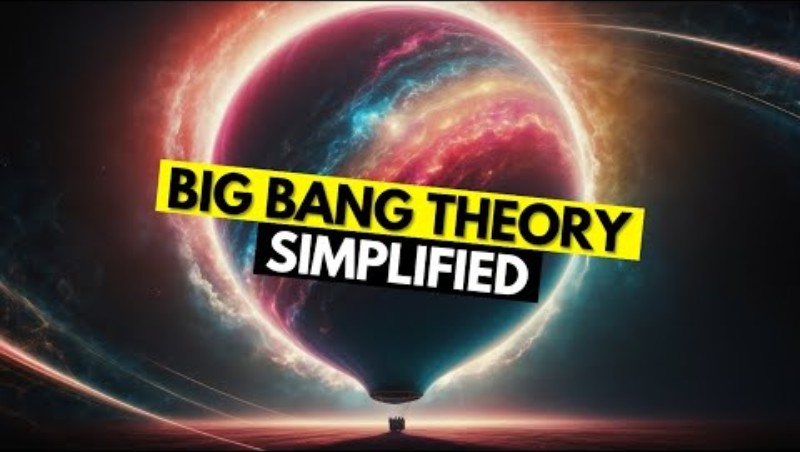 BIG BANG THEORY
SIMPLIFIED